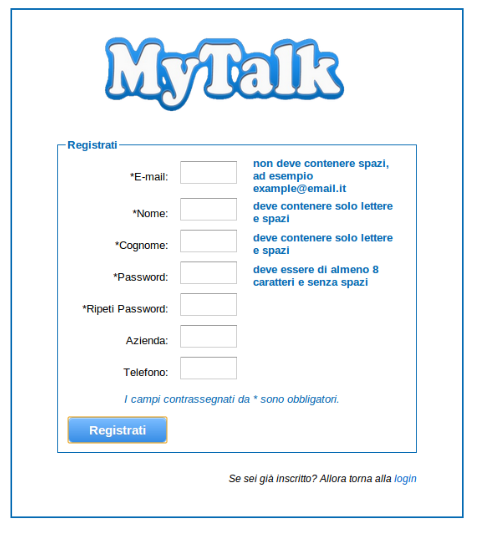 MyTalk
Registrati
*E-mail:
non deve contenere spazi,
ad esempio
example@email.it
*Nome:
deve contenere solo lettere
e spazi
*Cognome:
deve contenere solo lettere
e spazi
*Password:
deve essere di almeno 8
caratteri e senza spazi
*Ripeti Password:
Azienda:
Telefono:
I campi contrassegnati da * sono obbligatori.
Registrati
Se sei già inscritto? Allora torna alla login